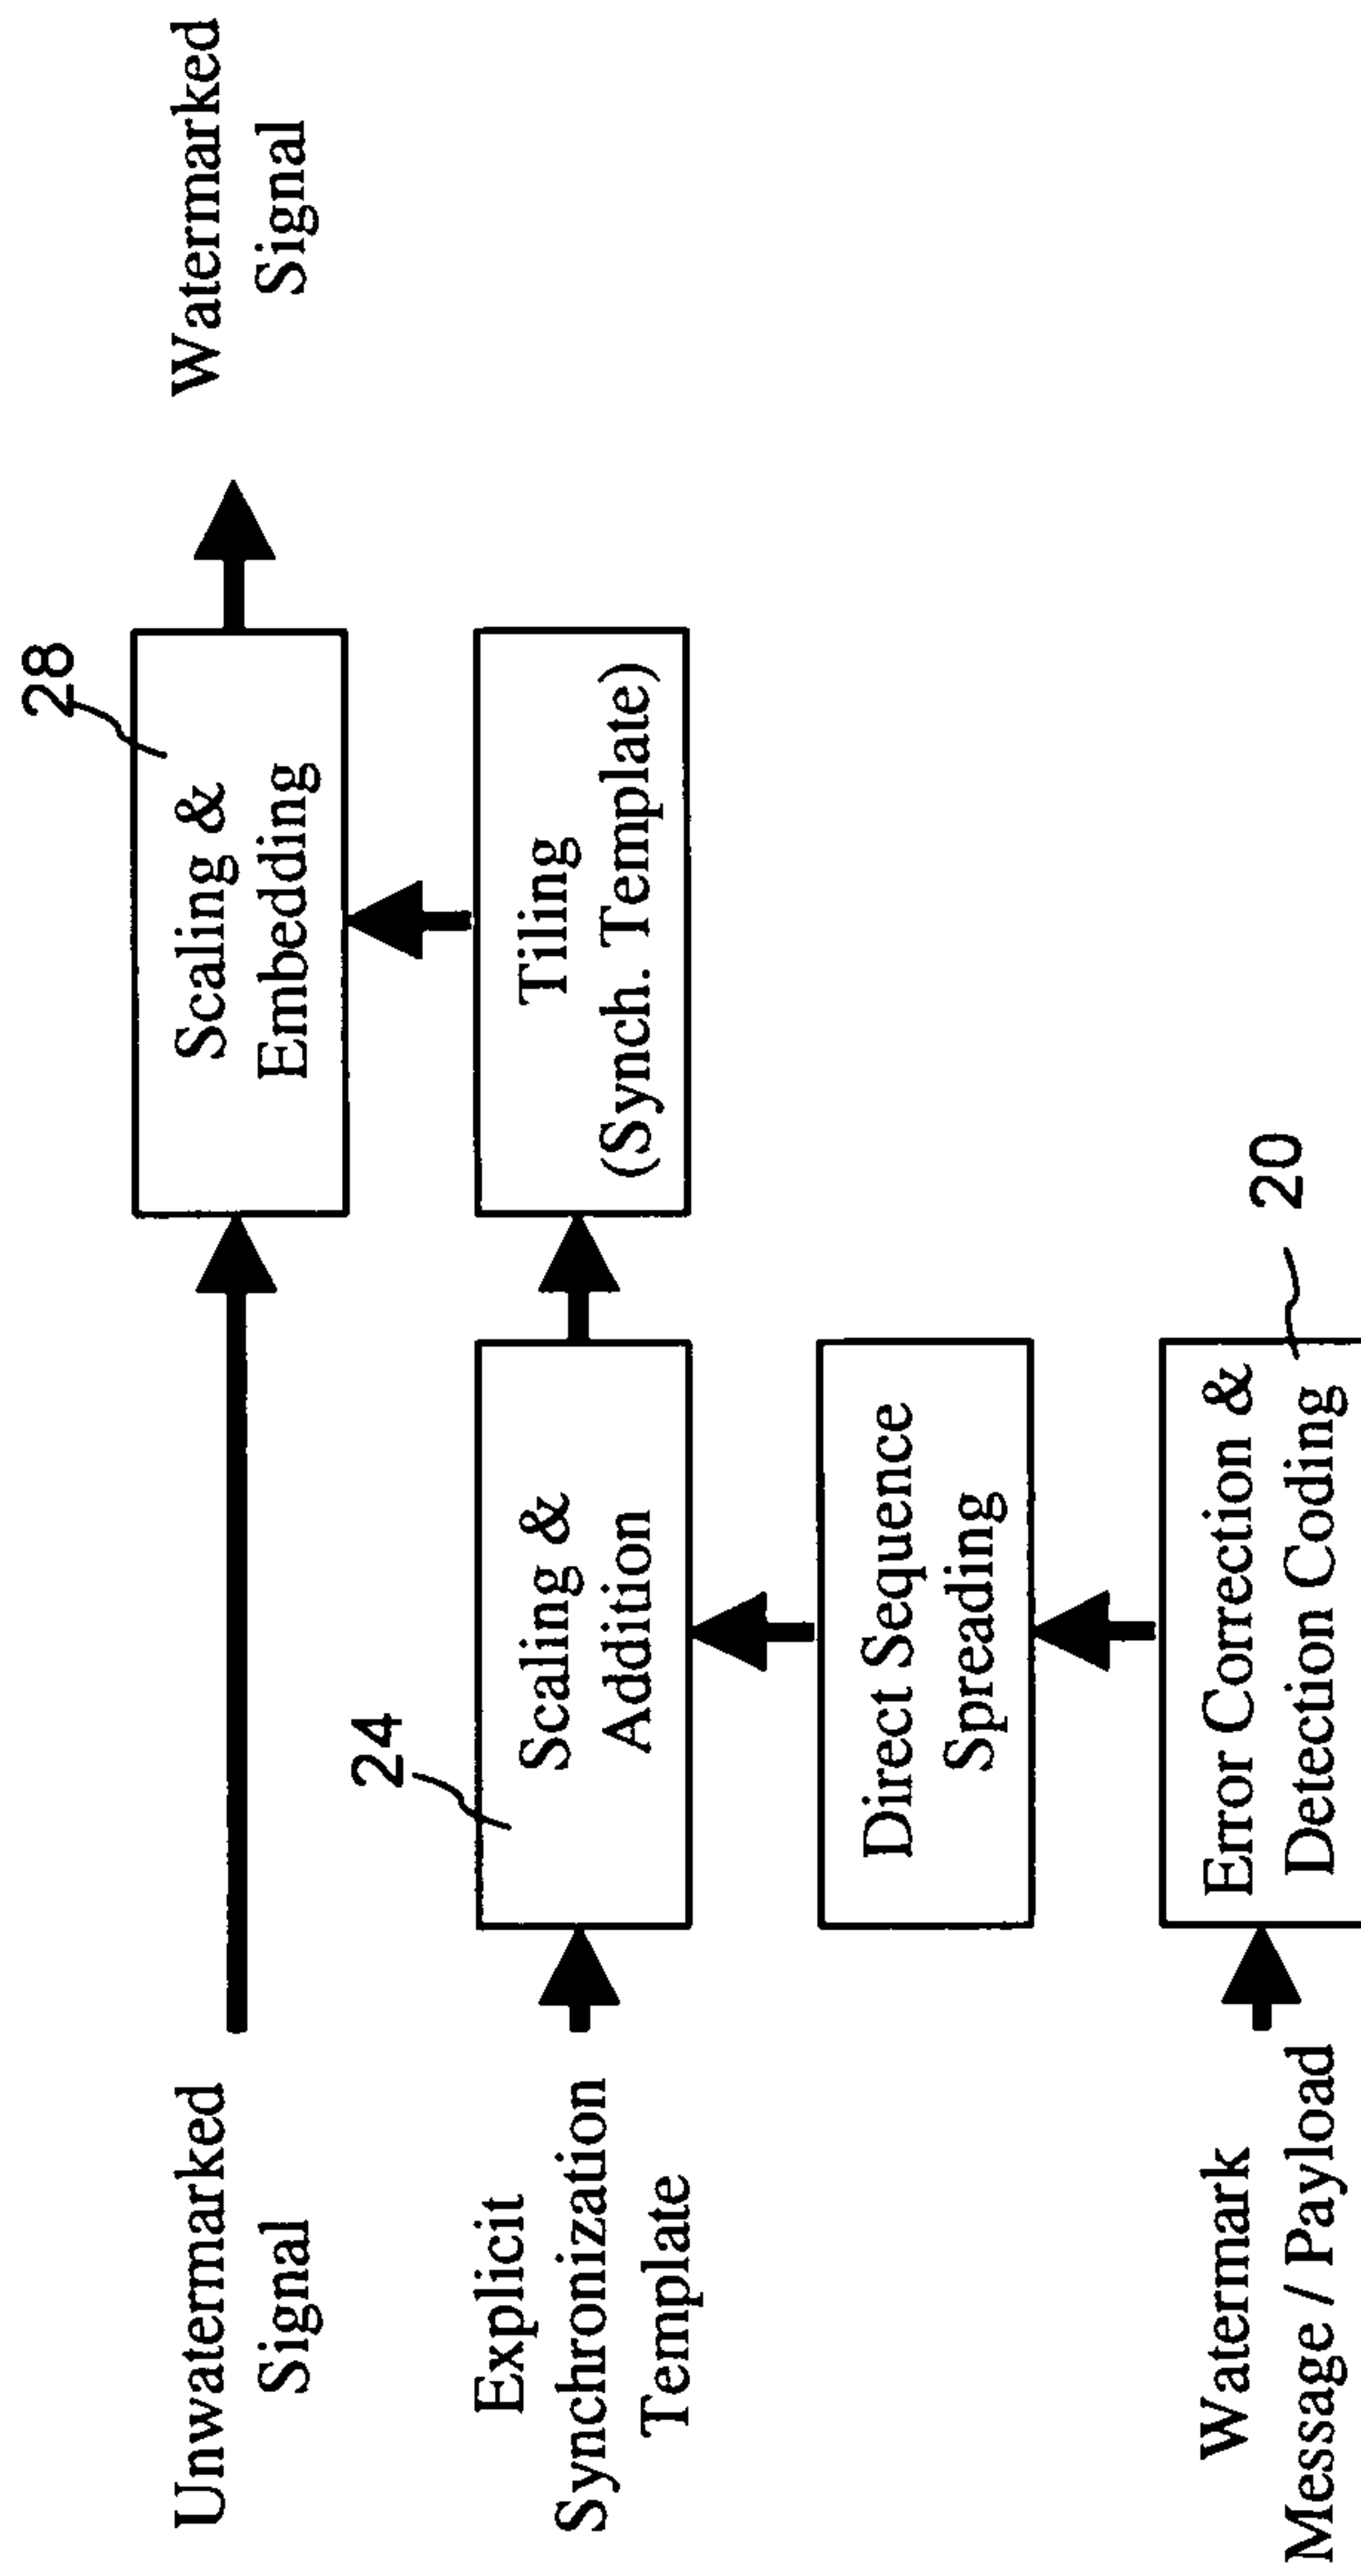 Unwatermarked
Signal
28
Scaling &
Embedding
Watermarked
Signal
Explicit
Synchronization
Template
24
Scaling &
Addition
Tiling
(Synch. Template)
Direct Sequence
Spreading
Watermark
Message / Payload
Error Correction &
Detection Coding
20